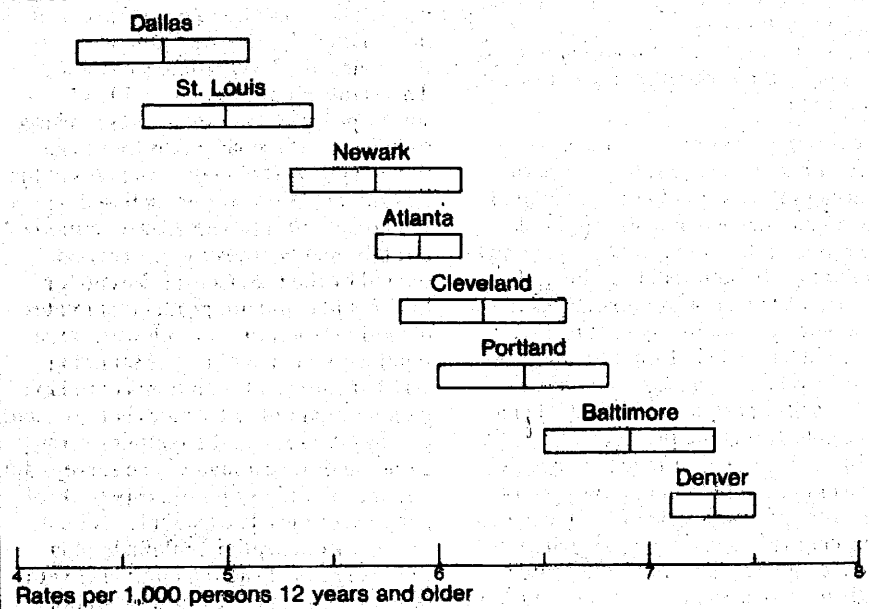 Dallas
St. Louis
Newark
Atlanta
Cleveland
Portland
Baltimore
Denver
4 5 6 7 8
Rates per 1,000 persons 12 years and older